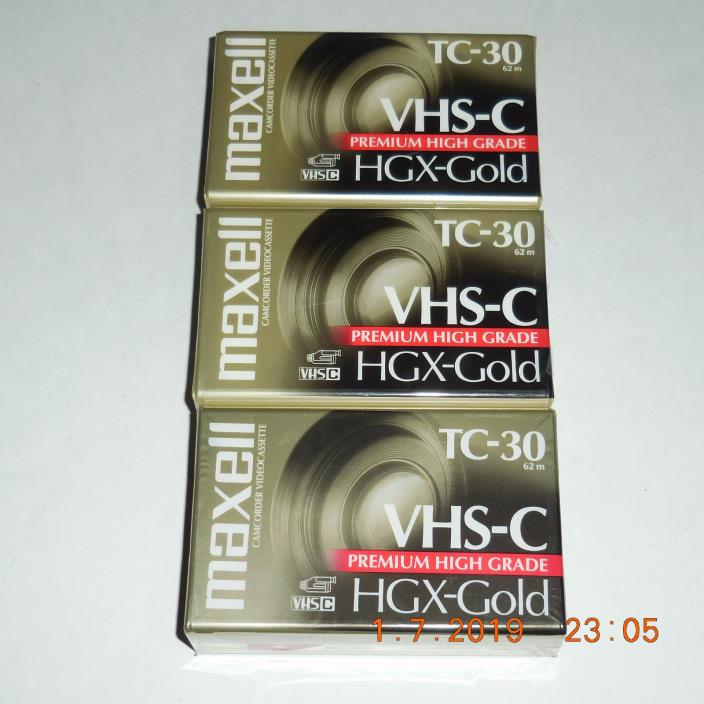 maxell
CAMCORDER VIDEOCASSETTE
TC-30
62 m
VHS-C
PREMIUM HIGH GRADE
VHS C
HGX-Gold
maxell
CAMCORDER VIDEOCASSETTE
TC-30
62 m
VHS-C
PREMIUM HIGH GRADE
VHS C
HGX-Gold
maxell
CAMCORDER VIDEOCASSETTE
TC-30
62 m
VHS-C
PREMIUM HIGH GRADE
VHS C
HGX-Gold
1.7.2019 23:05